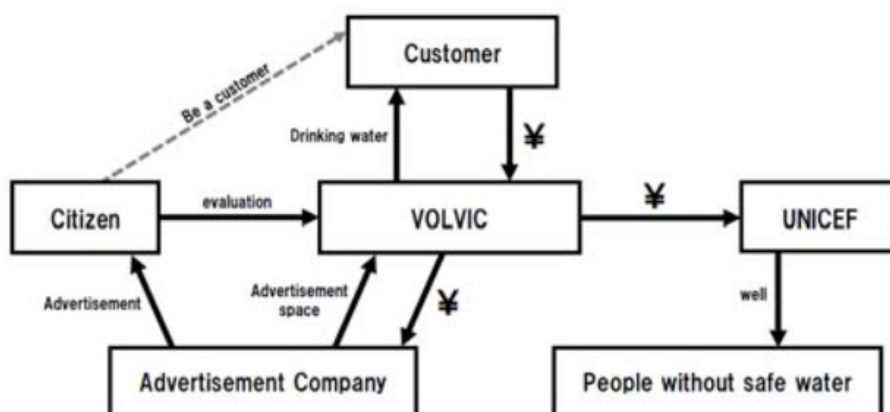 Customer
Be a customer
Drinking water
¥
Citizen
evaluation
VOLVIC
¥
UNICEF
Advertisement
Advertisement
space
¥
well
Advertisement Company
People without safe water